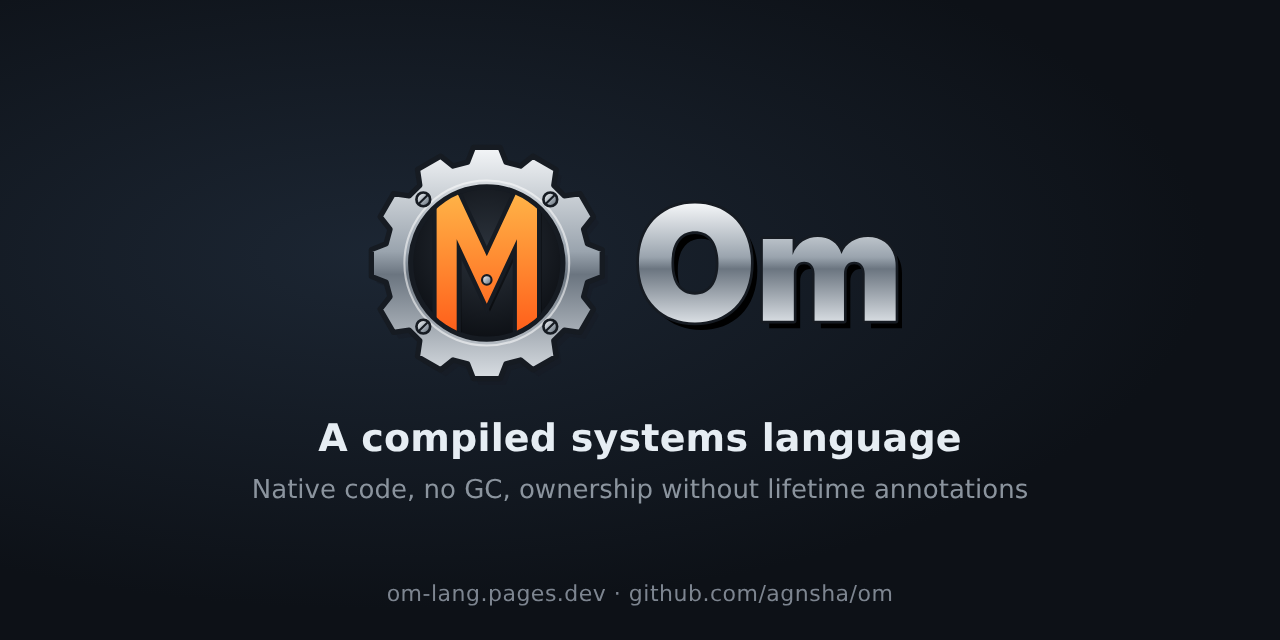 M Om
A compiled systems language
Native code, no GC, ownership without lifetime annotations
om-lang.pages.dev · github.com/agnsha/om